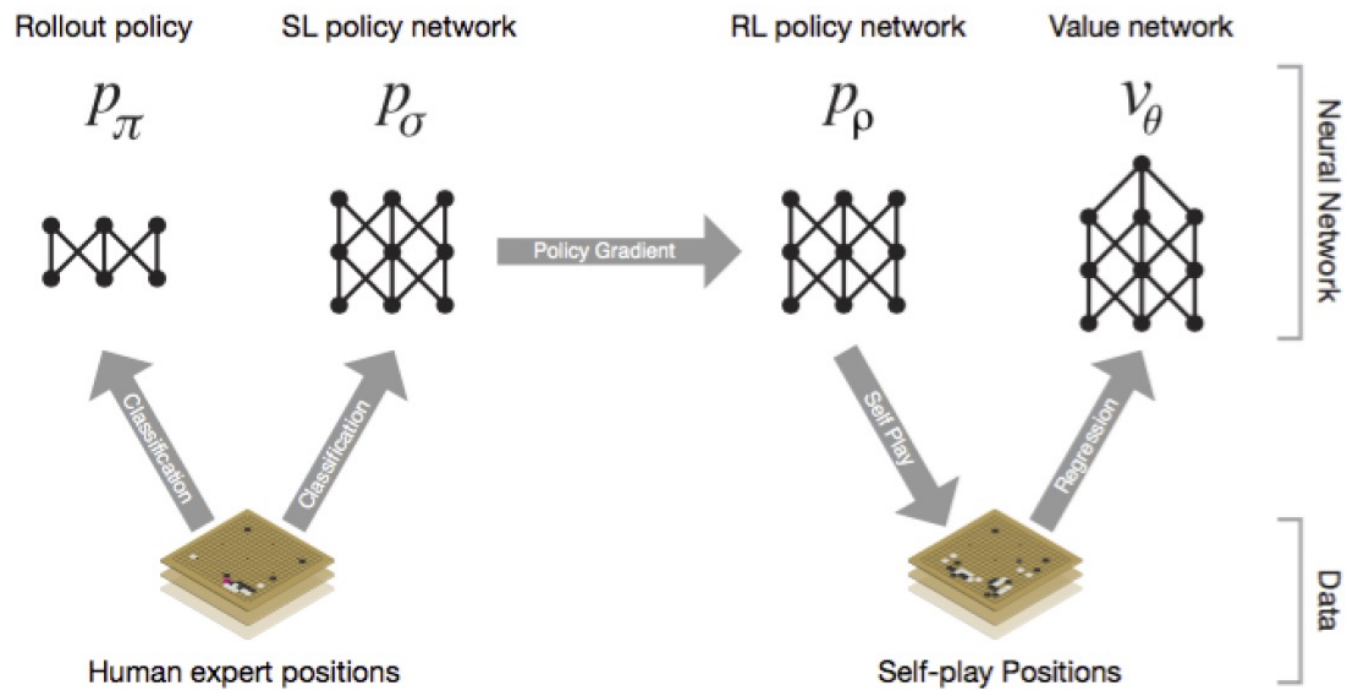 Rollout policy
SL policy network
RL policy network
Value network
pπ
pσ
pρ
vθ
Neural Network
Policy Gradient
Classification
Classification
Self Play
Regression
Data
Human expert positions
Self-play Positions